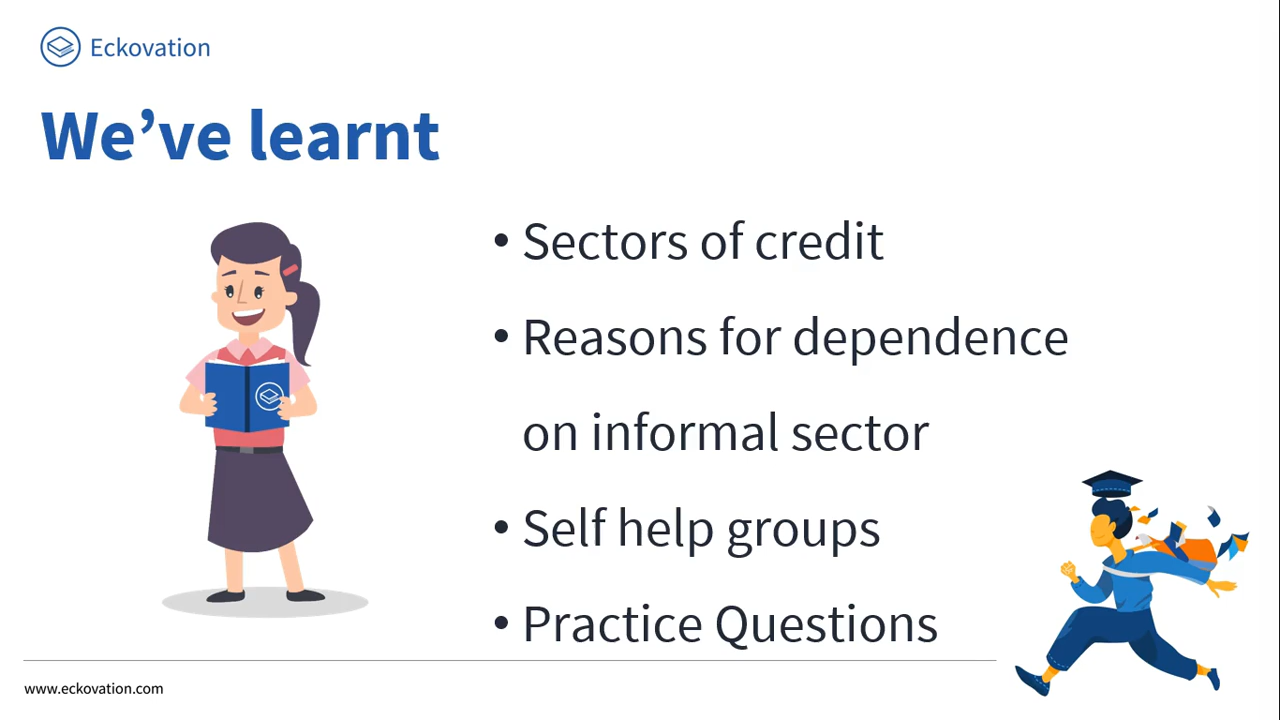 Eckovation
We’ve learnt
• Sectors of credit
• Reasons for dependence
on informal sector
• Self help groups
• Practice Questions
www.eckovation.com